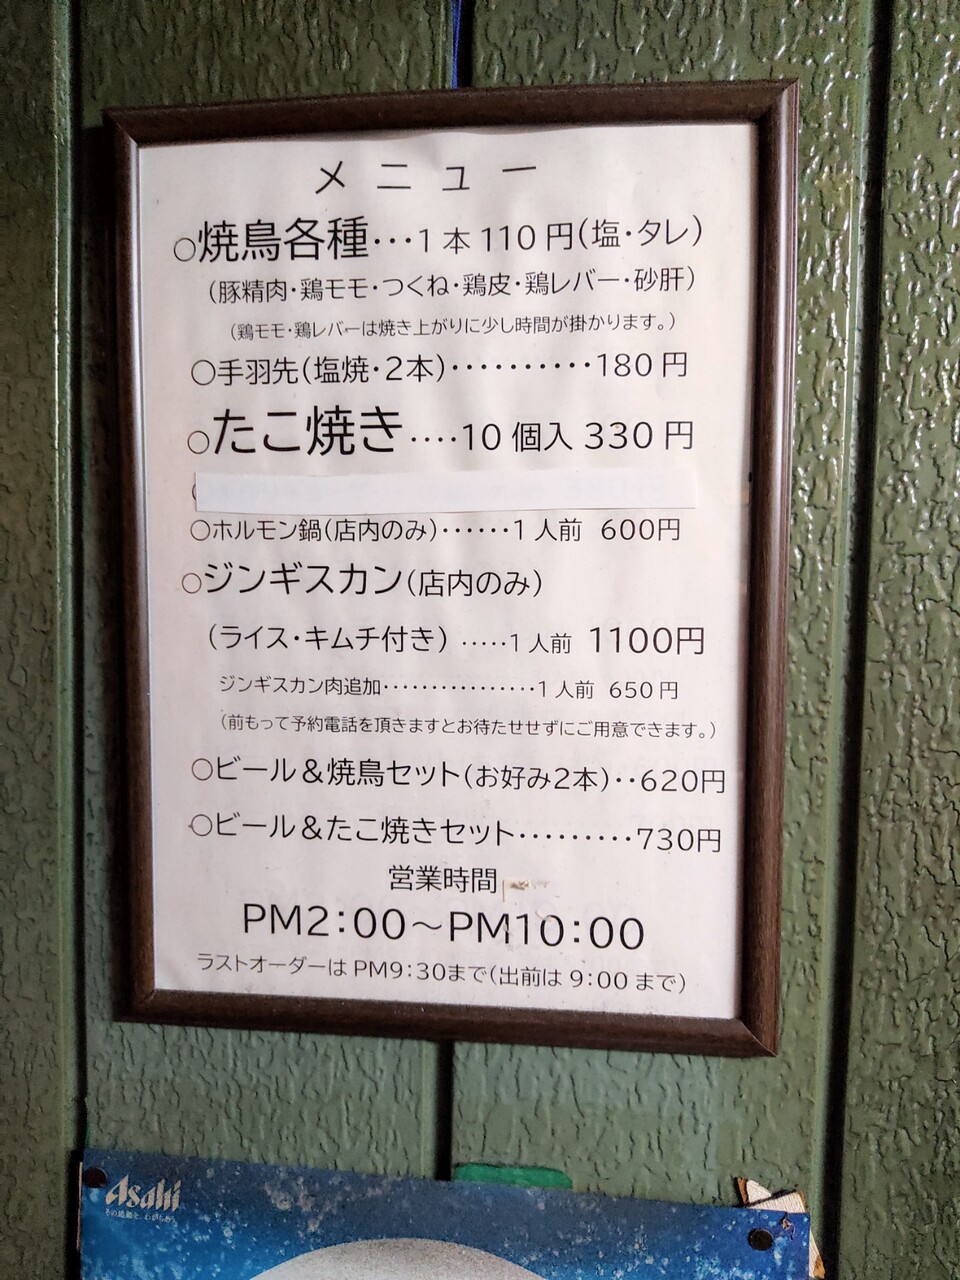 メニュー
○焼鳥各種･･･1本110円(塩･タレ)
(豚精肉･鶏モモ･つくね･鶏皮･鶏レバー･砂肝)
(鶏モモ･鶏レバーは焼き上がりに少し時間が掛かります｡)
○手羽先(塩焼･2本)･･････････180円
○たこ焼き････10個入330円
○ホルモン鍋(店内のみ)･･････1人前 600円
○ジンギスカン(店内のみ)
(ライス･キムチ付き) ･････1人前 1100円
ジンギスカン肉追加････････････････1人前 650円
(前もって予約電話を頂きますとお待たせせずにご用意できます｡)
○ビール＆焼鳥セット(お好み2本)･･620円
○ビール＆たこ焼きセット･････････730円
営業時間
PM2:00～PM10:00
ラストオーダーはPM9:30まで(出前は9:00まで)
Asahi